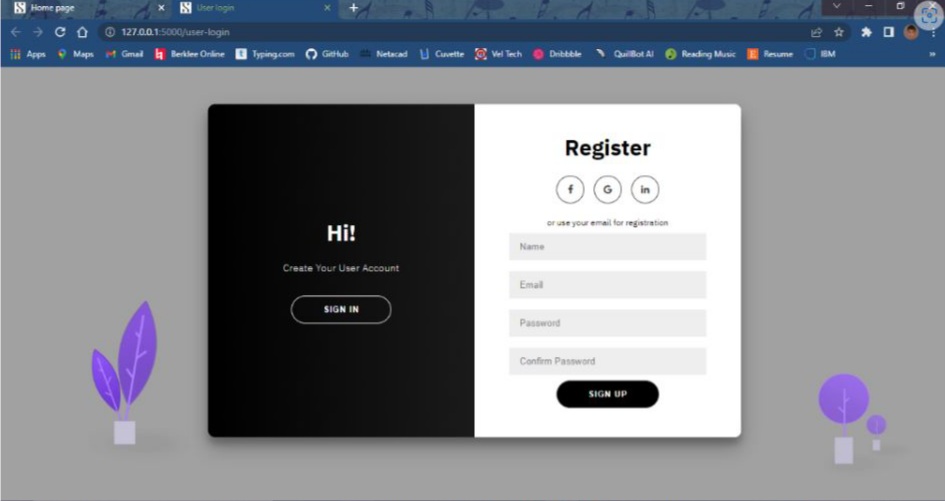 Home page
User login
127.0.0.1:5000/user-login
Apps Maps Gmail Berklee Online Typing.com GitHub Netacad Cuvette Vel Tech Dribbble QuillBot AI Reading Music Resume IBM
Hi!
Create Your User Account
SIGN IN
Register
f G in
or use your email for registration
Name
Email
Password
Confirm Password
SIGN UP